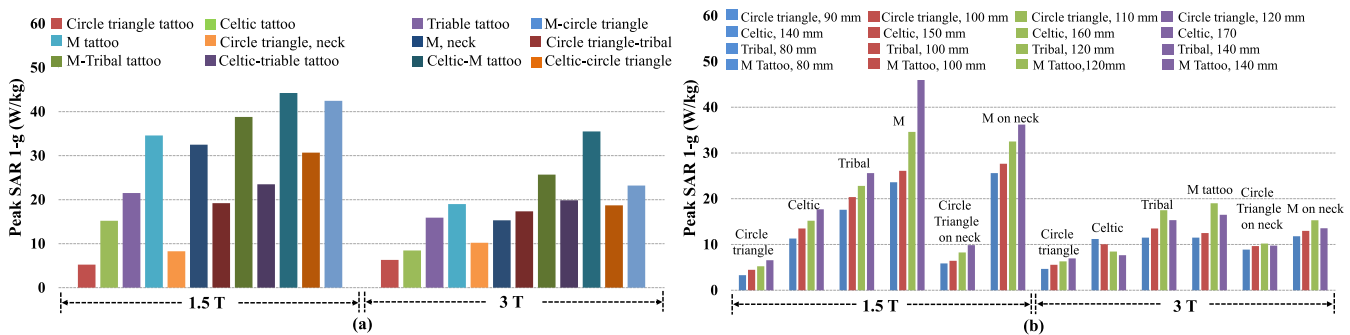 Circle triangle tattoo Celtic tattoo Triable tattoo M-circle triangle
M tattoo Circle triangle, neck M, neck Circle triangle-tribal
M-Tribal tattoo Celtic-triable tattoo Celtic-M tattoo Celtic-circle triangle
Peak SAR 1-g (W/kg)
60
50
40
30
20
10
0
1.5 T 3 T
(a)
Circle triangle, 90 mm Circle triangle, 100 mm Circle triangle, 110 mm Circle triangle, 120 mm
Celtic, 140 mm Celtic, 150 mm Celtic, 160 mm Celtic, 170
Tribal, 80 mm Tribal, 100 mm Tribal, 120 mm Tribal, 140 mm
M Tattoo, 80 mm M Tattoo, 100 mm M Tattoo,120mm M Tattoo, 140 mm
Peak SAR 1-g (W/kg)
60
50
40
30
20
10
0
Circle
triangle
Celtic
Tribal
M
Circle
Triangle
on neck
M on neck
Circle
triangle
Celtic
Tribal
M tattoo
Circle
Triangle
on neck
M on neck
1.5 T 3 T
(b)